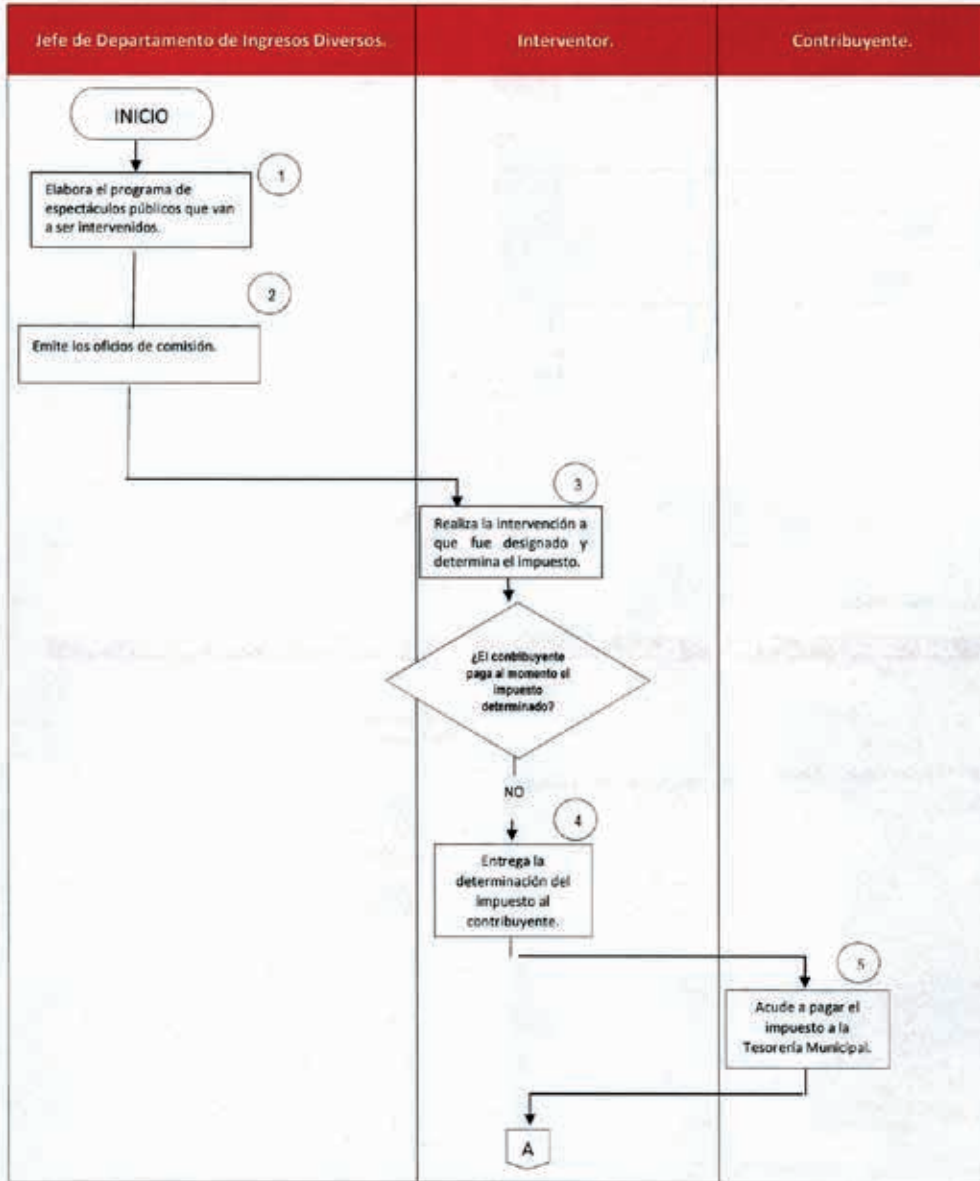 Jefe de Departamento de Ingresos Diversos.
Interventor.
Contribuyente.
INICIO
1
Elabora el programa de
espectáculos públicos que van
a ser intervenidos.
2
Emite los oficios de comisión.
3
Realiza la intervención a
que fue designado y
determina el impuesto.
¿El contribuyente
paga al momento el
impuesto
determinado?
NO
4
Entrega la
determinación del
impuesto al
contribuyente.
5
Acude a pagar el
impuesto a la
Tesorería Municipal.
A